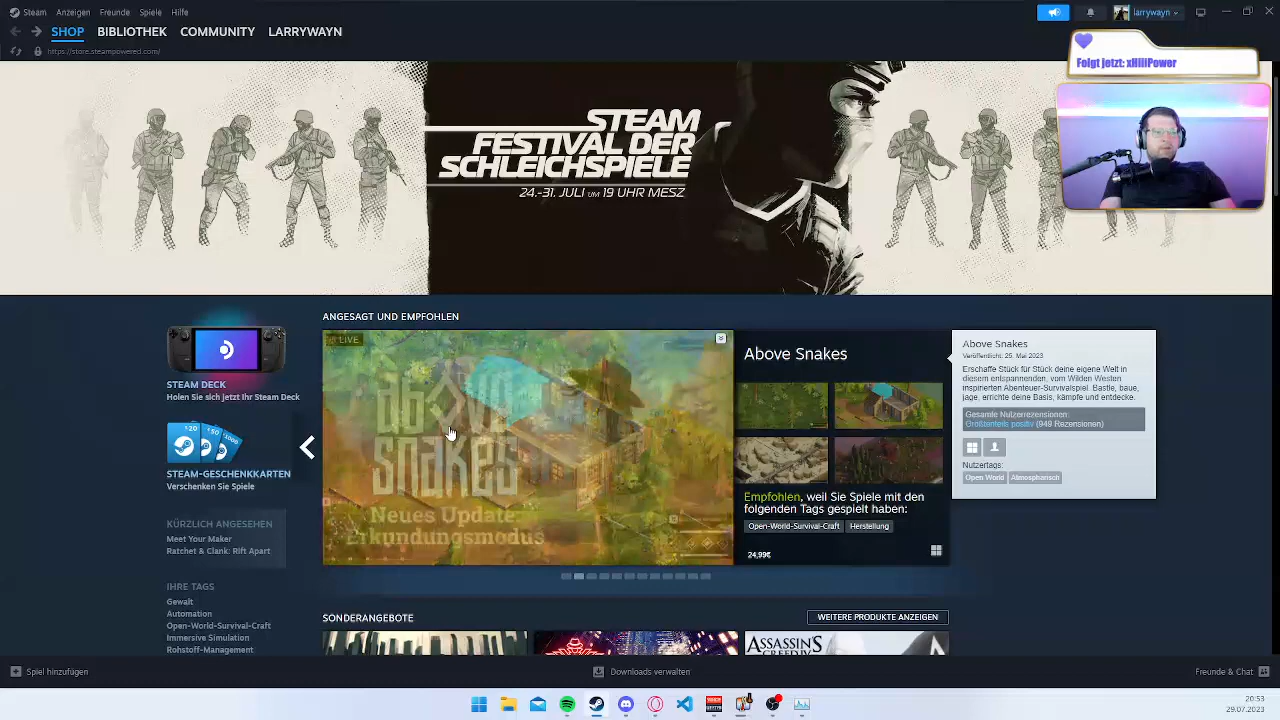 Steam Anzeigen Freunde Spiele Hilfe
larrywayn
SHOP BIBLIOTHEK COMMUNITY LARRYWAYN
https://store.steampowered.com/
Folgt jetzt: xHiiiPower
STEAM
FESTIVAL DER
SCHLEICHSPIELE
24.-31. JULI UM 19 UHR MESZ
ANGESAGT UND EMPFOHLEN
LIVE
SNAKES
Neues Update
Erkundungsmodus
Above Snakes
Empfohlen, weil Sie Spiele mit den
folgenden Tags gespielt haben:
Open-World-Survival-Craft Herstellung
24,99€
Above Snakes
Veröffentlicht: 25. Mai 2023
Erschaffe Stück für Stück deine eigene Welt in
diesem entspannenden, vom Wilden Westen
inspirierten Abenteuer-Survivalspiel. Bastle, baue,
jage, errichte deine Basis, kämpfe und entdecke.
Gesamte Nutzerrezensionen:
Größtenteils positiv (949 Rezensionen)
Nutzertags:
Open World Atmosphärisch
STEAM DECK
Holen Sie sich jetzt Ihr Steam Deck
STEAM-GESCHENKKARTEN
Verschenken Sie Spiele
KÜRZLICH ANGESEHEN
Meet Your Maker
Ratchet & Clank: Rift Apart
IHRE TAGS
Gewalt
Automation
Open-World-Survival-Craft
Immersive Simulation
Rohstoff-Management
SONDERANGEBOTE
WEITERE PRODUKTE ANZEIGEN
ASSASSIN'S
Spiel hinzufügen
Downloads verwalten
Freunde & Chat
20:53
29.07.2023